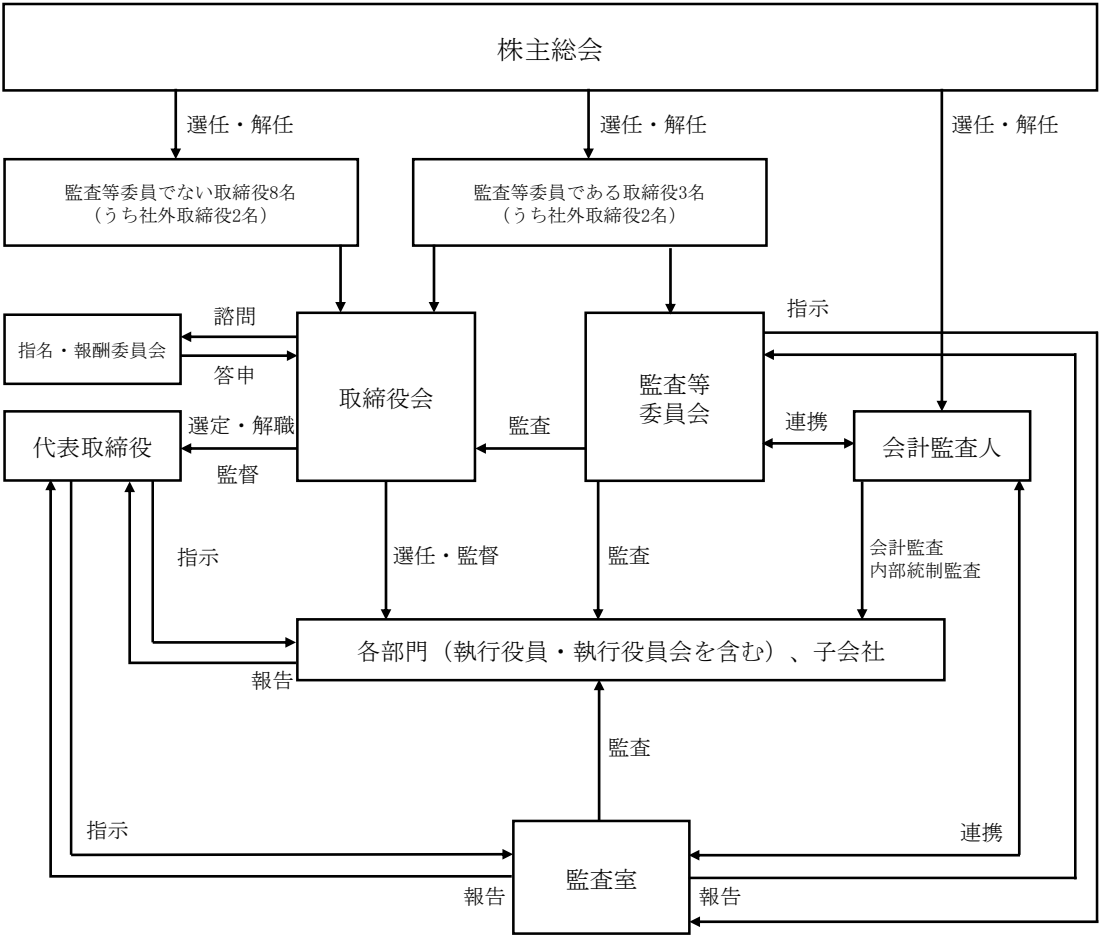 株主総会
選任・解任
選任・解任
選任・解任
監査等委員でない取締役8名
（うち社外取締役2名）
監査等委員である取締役3名
（うち社外取締役2名）
指示
諮問
指名・報酬委員会
答申
取締役会
監査等
委員会
選定・解職
代表取締役
監督
監査
連携
会計監査人
指示
選任・監督
監査
会計監査
内部統制監査
各部門（執行役員・執行役員会を含む）、子会社
報告
監査
指示
連携
監査室
報告
報告